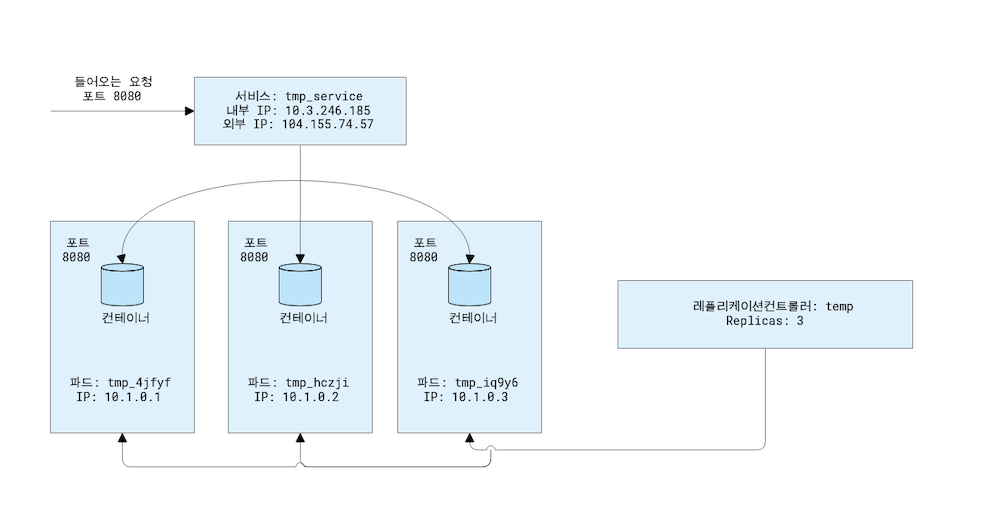 들어오는 요청
포트 8080
서비스: tmp_service
내부 IP: 10.3.246.185
외부 IP: 104.155.74.57
포트
8080
컨테이너
파드: tmp_4jfyf
IP: 10.1.0.1
포트
8080
컨테이너
파드: tmp_hczji
IP: 10.1.0.2
포트
8080
컨테이너
파드: tmp_iq9y6
IP: 10.1.0.3
레플리케이션컨트롤러: temp
Replicas: 3